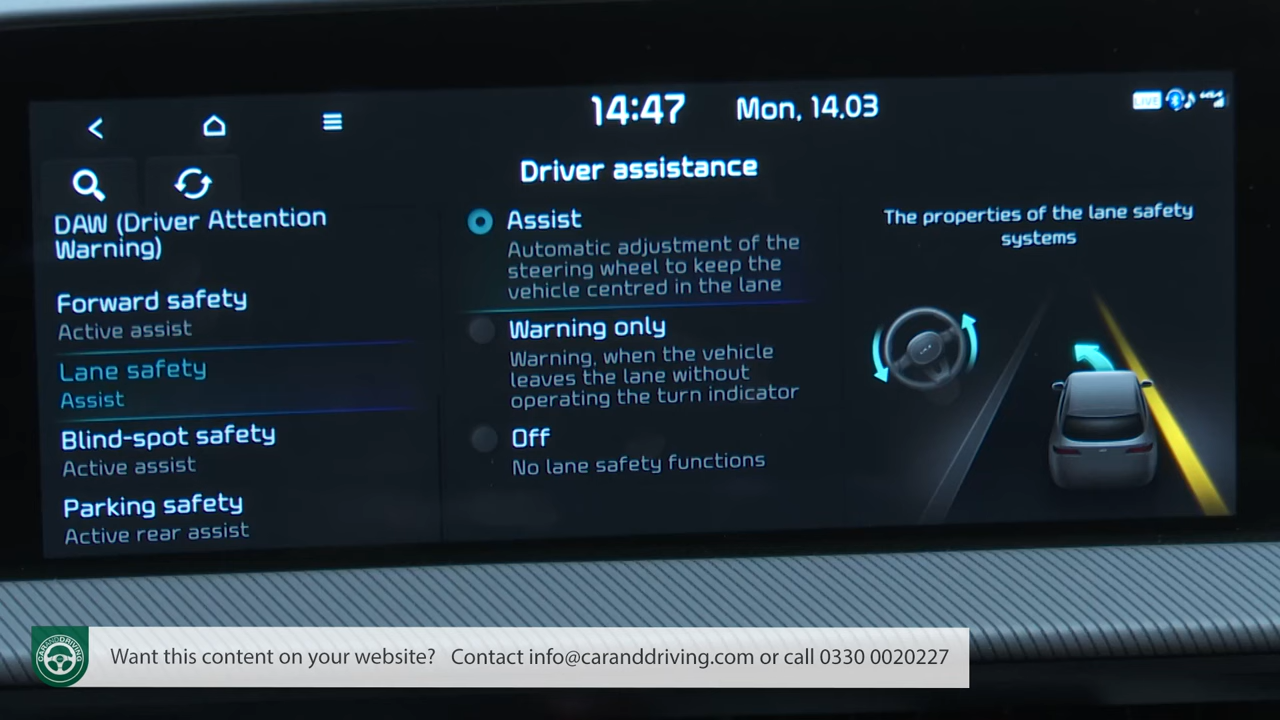 14:47 Mon, 14.03
LIVE
Driver assistance
DAW (Driver Attention
Warning)
Forward safety
Active assist
Lane safety
Assist
Blind-spot safety
Active assist
Parking safety
Active rear assist
Assist
Automatic adjustment of the
steering wheel to keep the
vehicle centred in the lane
Warning only
Warning, when the vehicle
leaves the lane without
operating the turn indicator
Off
No lane safety functions
The properties of the lane safety
systems
CARANDDRIVING
Want this content on your website? Contact info@caranddriving.com or call 0330 0020227